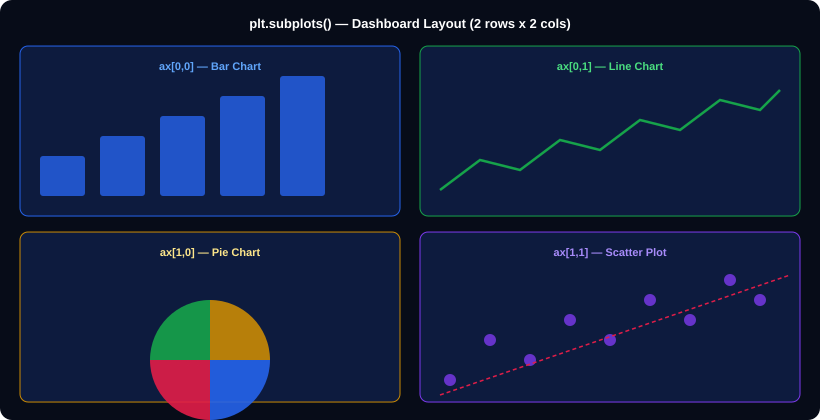 plt.subplots() — Dashboard Layout (2 rows x 2 cols)
ax[0,0] — Bar Chart
ax[0,1] — Line Chart
ax[1,0] — Pie Chart
ax[1,1] — Scatter Plot